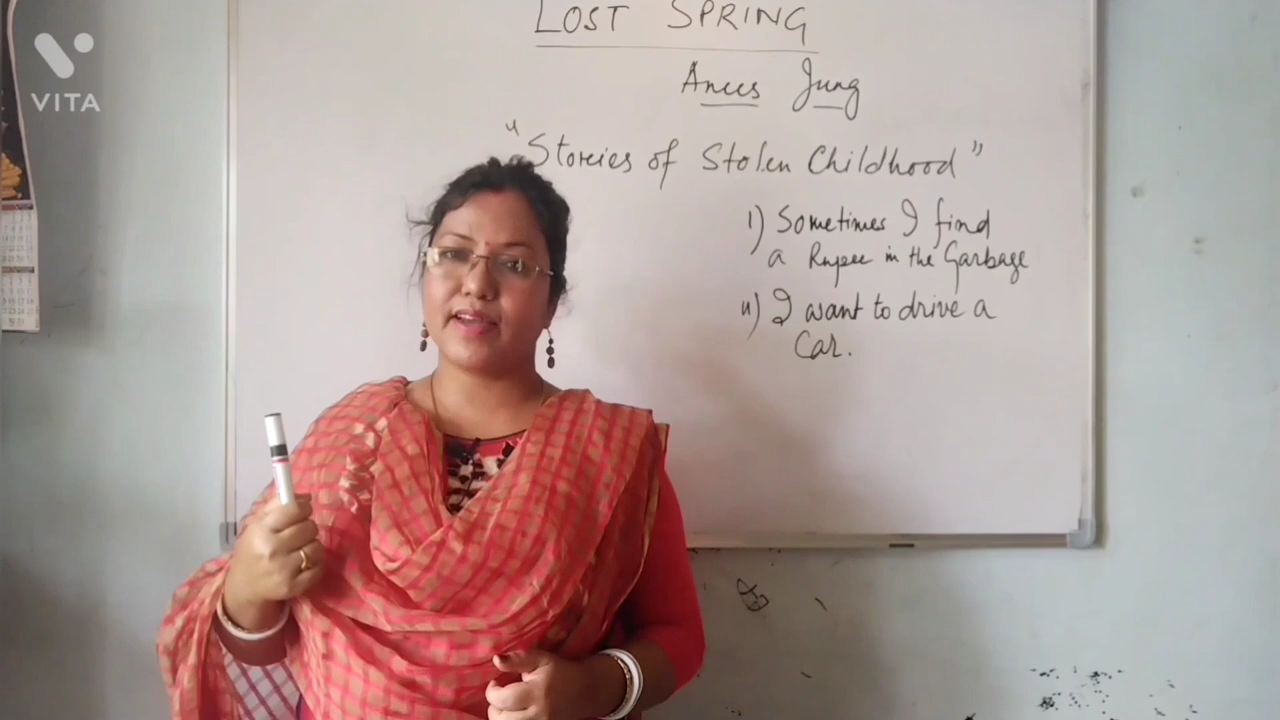 VITA
LOST SPRING
Anees Jung
"Stories of Stolen Childhood"
I) Sometimes I find
a Rupee in the Garbage
II) I want to drive a
Car.